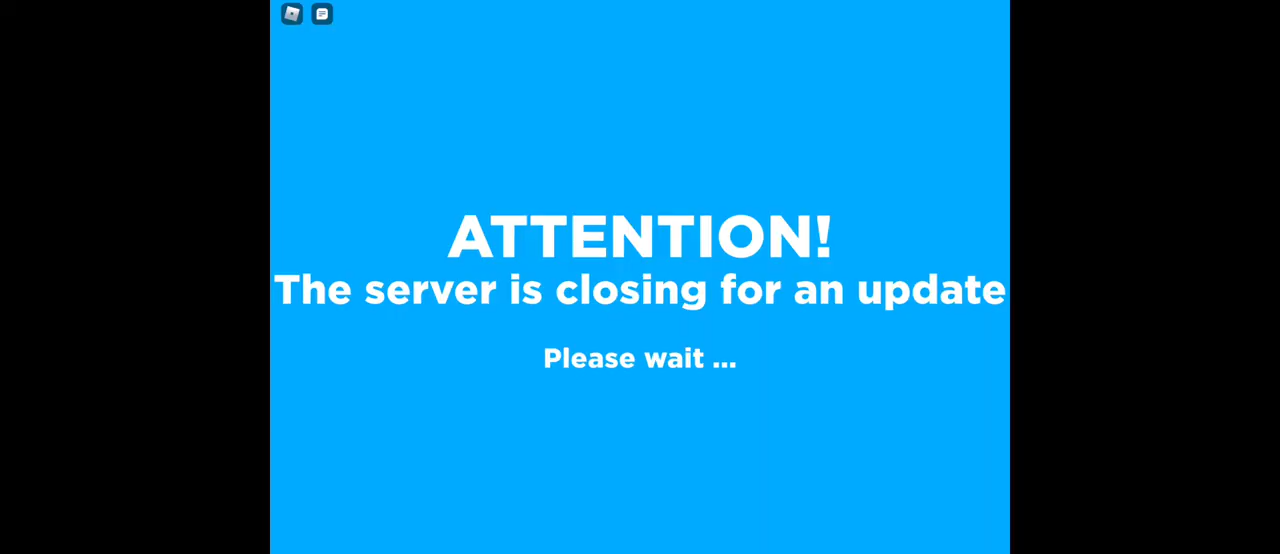 ATTENTION!
The server is closing for an update
Please wait ...